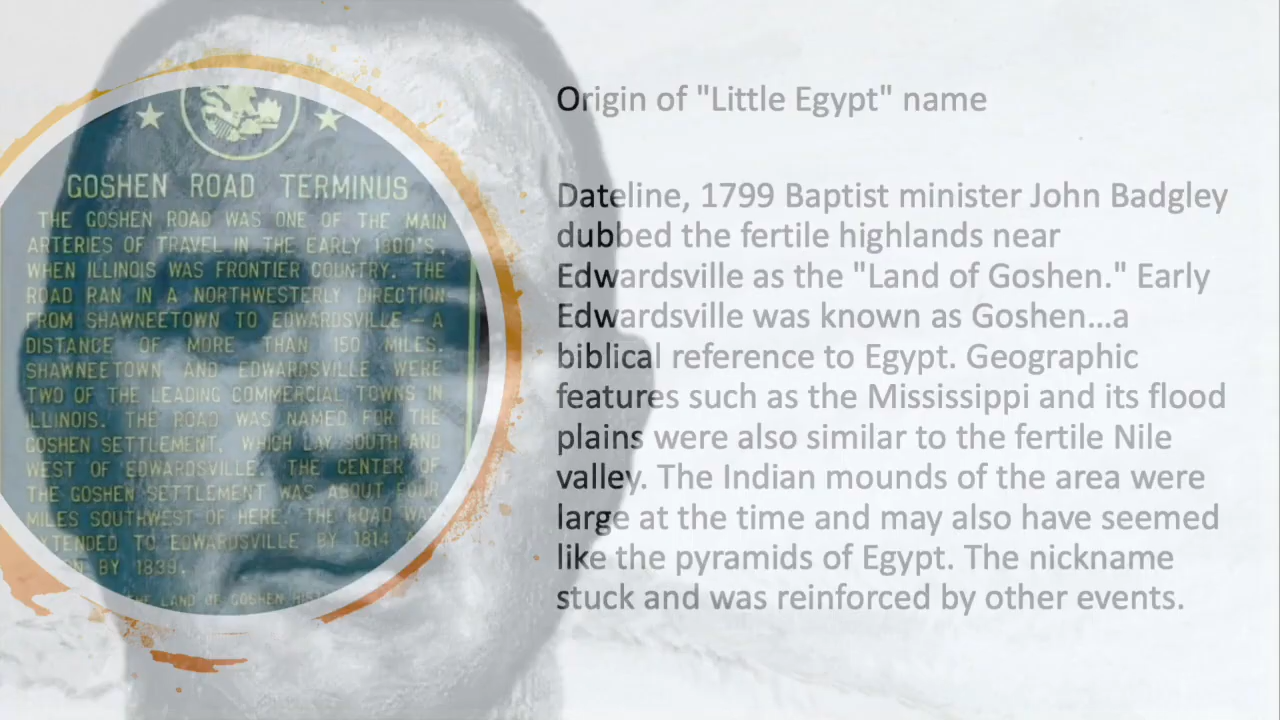 GOSHEN ROAD TERMINUS
THE GOSHEN ROAD WAS ONE OF THE MAIN
ARTERIES OF TRAVEL IN THE EARLY 1800'S,
WHEN ILLINOIS WAS FRONTIER COUNTRY. THE
ROAD RAN IN A NORTHWESTERLY DIRECTION
FROM SHAWNEETOWN TO EDWARDSVILLE – A
DISTANCE OF MORE THAN 150 MILES.
SHAWNEETOWN AND EDWARDSVILLE WERE
TWO OF THE LEADING COMMERCIAL TOWNS IN
ILLINOIS. THE ROAD WAS NAMED FOR THE
GOSHEN SETTLEMENT, WHICH LAY SOUTH AND
WEST OF EDWARDSVILLE. THE CENTER OF
THE GOSHEN SETTLEMENT WAS ABOUT FOUR
MILES SOUTHWEST OF HERE. THE ROAD WAS
TENDED TO EDWARDSVILLE BY 1814
BY 1839.
THE LAND OF GOSHEN
Origin of "Little Egypt" name
Dateline, 1799 Baptist minister John Badgley
dubbed the fertile highlands near
Edwardsville as the "Land of Goshen." Early
Edwardsville was known as Goshen...a
biblical reference to Egypt. Geographic
features such as the Mississippi and its flood
plains were also similar to the fertile Nile
valley. The Indian mounds of the area were
large at the time and may also have seemed
like the pyramids of Egypt. The nickname
stuck and was reinforced by other events.